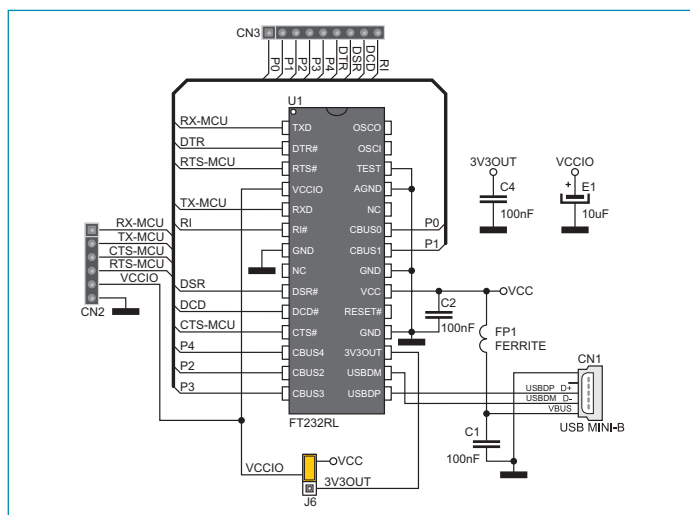 CN3
P0
P1
P2
P3
P4
DTR
DSR
DCD
RI
U1
RX-MCU
TXD
OSCO
DTR
DTR#
OSCI
RTS-MCU
RTS#
TEST
VCCIO
AGND
TX-MCU
RXD
NC
RI
RI#
CBUS0
P0
GND
CBUS1
P1
NC
GND
DSR
DSR#
VCC
DCD
DCD#
RESET#
CTS-MCU
CTS#
GND
P4
CBUS4
3V3OUT
P2
CBUS2
USBDM
P3
CBUS3
USBDP
FT232RL
3V3OUT
C4
100nF
VCCIO
+
E1
10uF
RX-MCU
TX-MCU
CTS-MCU
RTS-MCU
VCCIO
CN2
VCC
C2
100nF
FP1
FERRITE
CN1
USBDP D+
USBDM D-
VBUS
USB MINI-B
C1
100nF
VCCIO
VCC
3V3OUT
J6